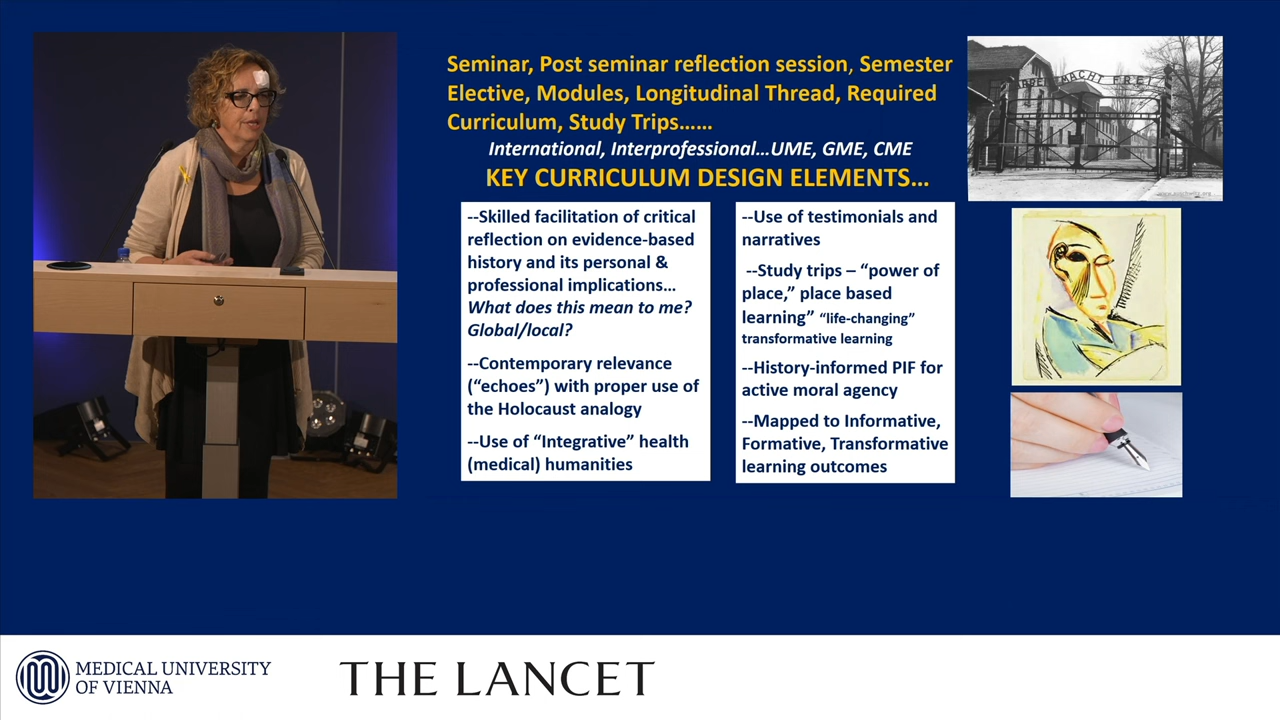 Seminar, Post seminar reflection session, Semester
Elective, Modules, Longitudinal Thread, Required
Curriculum, Study Trips……
International, Interprofessional…UME, GME, CME
KEY CURRICULUM DESIGN ELEMENTS…
--Skilled facilitation of critical
reflection on evidence-based
history and its personal &
professional implications…
What does this mean to me?
Global/local?
--Contemporary relevance
(“echoes”) with proper use of
the Holocaust analogy
--Use of “Integrative” health
(medical) humanities
--Use of testimonials and
narratives
--Study trips – “power of
place,” place based
learning” “life-changing”
transformative learning
--History-informed PIF for
active moral agency
--Mapped to Informative,
Formative, Transformative
learning outcomes
ARBEIT MACHT FREI
www.auschwitz.org
MEDICAL UNIVERSITY
OF VIENNA
THE LANCET